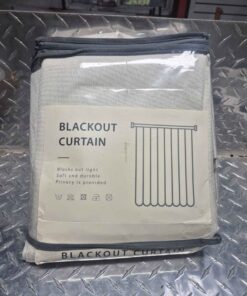 BLACKOUT
CURTAIN
Blocks out light
Soft and durable
Privacy is provided
BLACKOUT CURTAIN